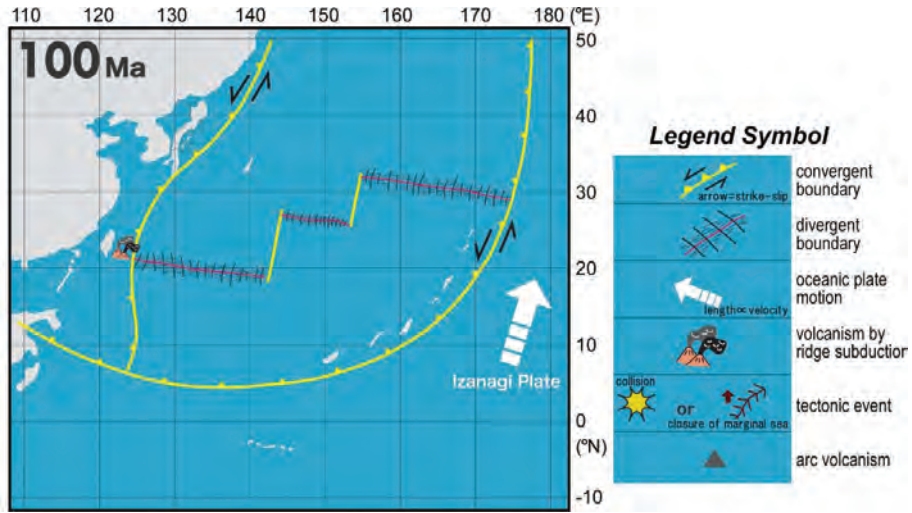 110 120 130 140 150 160 170 180 (°E)
100 Ma
50
40
30
20
10
0
(°N)
-10
Izanagi Plate
Legend Symbol
arrow=strike-slip
convergent
boundary
divergent
boundary
length∝velocity
oceanic plate
motion
volcanism by
ridge subduction
collision
or
closure of marginal sea
tectonic event
arc volcanism